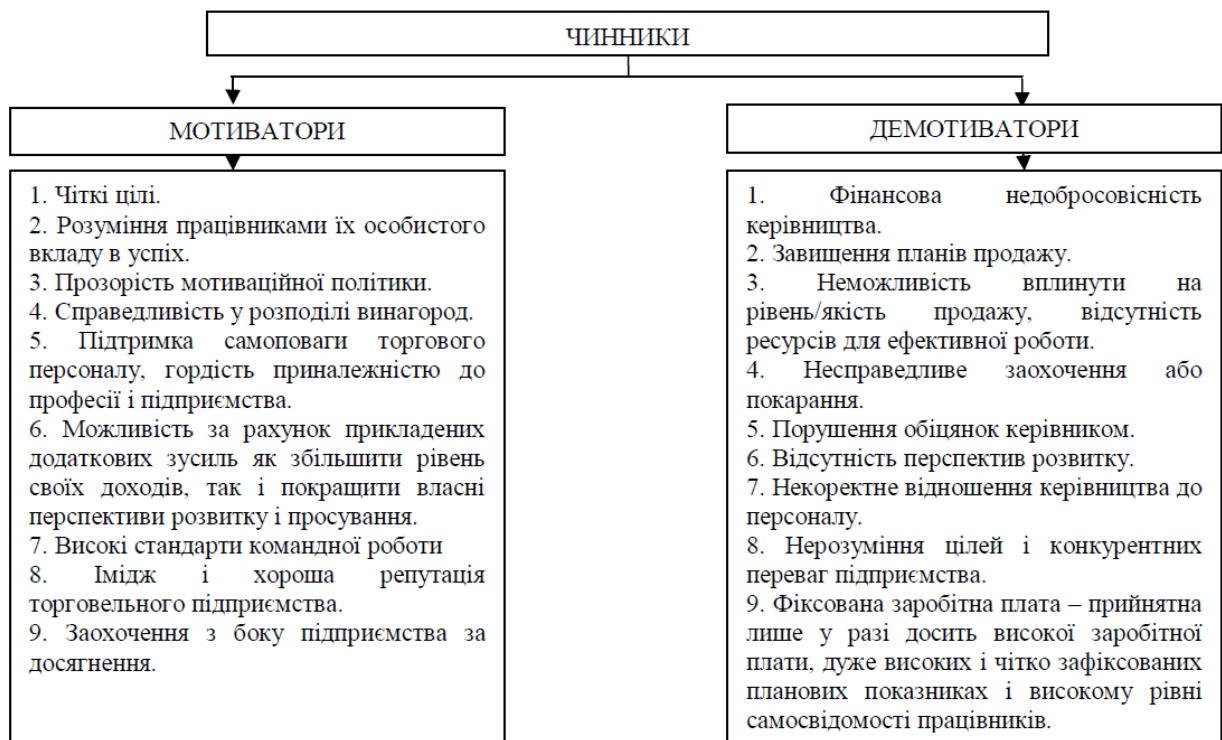 ЧИННИКИ
МОТИВАТОРИ
1. Чіткі цілі.
2. Розуміння працівниками їх особистого
вкладу в успіх.
3. Прозорість мотиваційної політики.
4. Справедливість у розподілі винагород.
5. Підтримка самоповаги торгового
персоналу, гордість приналежністю до
професії і підприємства.
6. Можливість за рахунок прикладених
додаткових зусиль як збільшити рівень
своїх доходів, так і покращити власні
перспективи розвитку і просування.
7. Високі стандарти командної роботи
8. Імідж і хороша репутація
торговельного підприємства.
9. Заохочення з боку підприємства за
досягнення.
ДЕМОТИВАТОРИ
1. Фінансова недобросовісність
керівництва.
2. Завищення планів продажу.
3. Неможливість вплинути на
рівень/якість продажу, відсутність
ресурсів для ефективної роботи.
4. Несправедливе заохочення або
покарання.
5. Порушення обіцянок керівником.
6. Відсутність перспектив розвитку.
7. Некоректне відношення керівництва до
персоналу.
8. Нерозуміння цілей і конкурентних
переваг підприємства.
9. Фіксована заробітна плата – прийнятна
лише у разі досить високої заробітної
плати, дуже високих і чітко зафіксованих
планових показниках і високому рівні
самосвідомості працівників.